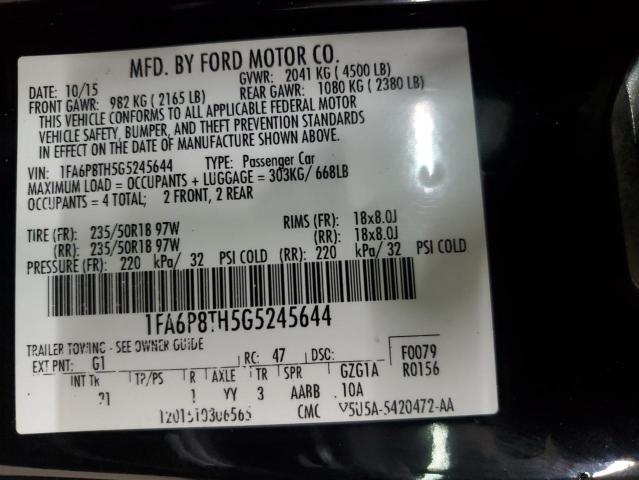 MFD. BY FORD MOTOR CO.
DATE: 10/15 GVWR: 2041 KG ( 4500 LB)
FRONT GAWR: 982 KG ( 2165 LB) REAR GAWR: 1080 KG ( 2380 LB)
THIS VEHICLE CONFORMS TO ALL APPLICABLE FEDERAL MOTOR
VEHICLE SAFETY, BUMPER, AND THEFT PREVENTION STANDARDS
IN EFFECT ON THE DATE OF MANUFACTURE SHOWN ABOVE.
VIN: 1FA6P8TH5G5245644 TYPE: Passenger Car
MAXIMUM LOAD = OCCUPANTS + LUGGAGE = 303KG/ 668LB
OCCUPANTS = 4 TOTAL; 2 FRONT, 2 REAR
TIRE (FR): 235/50R18 97W RIMS (FR): 18x8.0J
(RR): 235/50R18 97W (RR): 18x8.0J
PRESSURE (FR): 220 kPa/ 32 PSI COLD (RR): 220 kPa/ 32 PSI COLD
1FA6P8TH5G5245644
TRAILER TOWING - SEE OWNER GUIDE
EXT PNT: G1 RC: 47 DSO: F0079
INT TR TP/PS R AXLE TR SPR GZG1A R0156
1 YY 3 AARB 10A
CMC V5U5A-5420472-AA